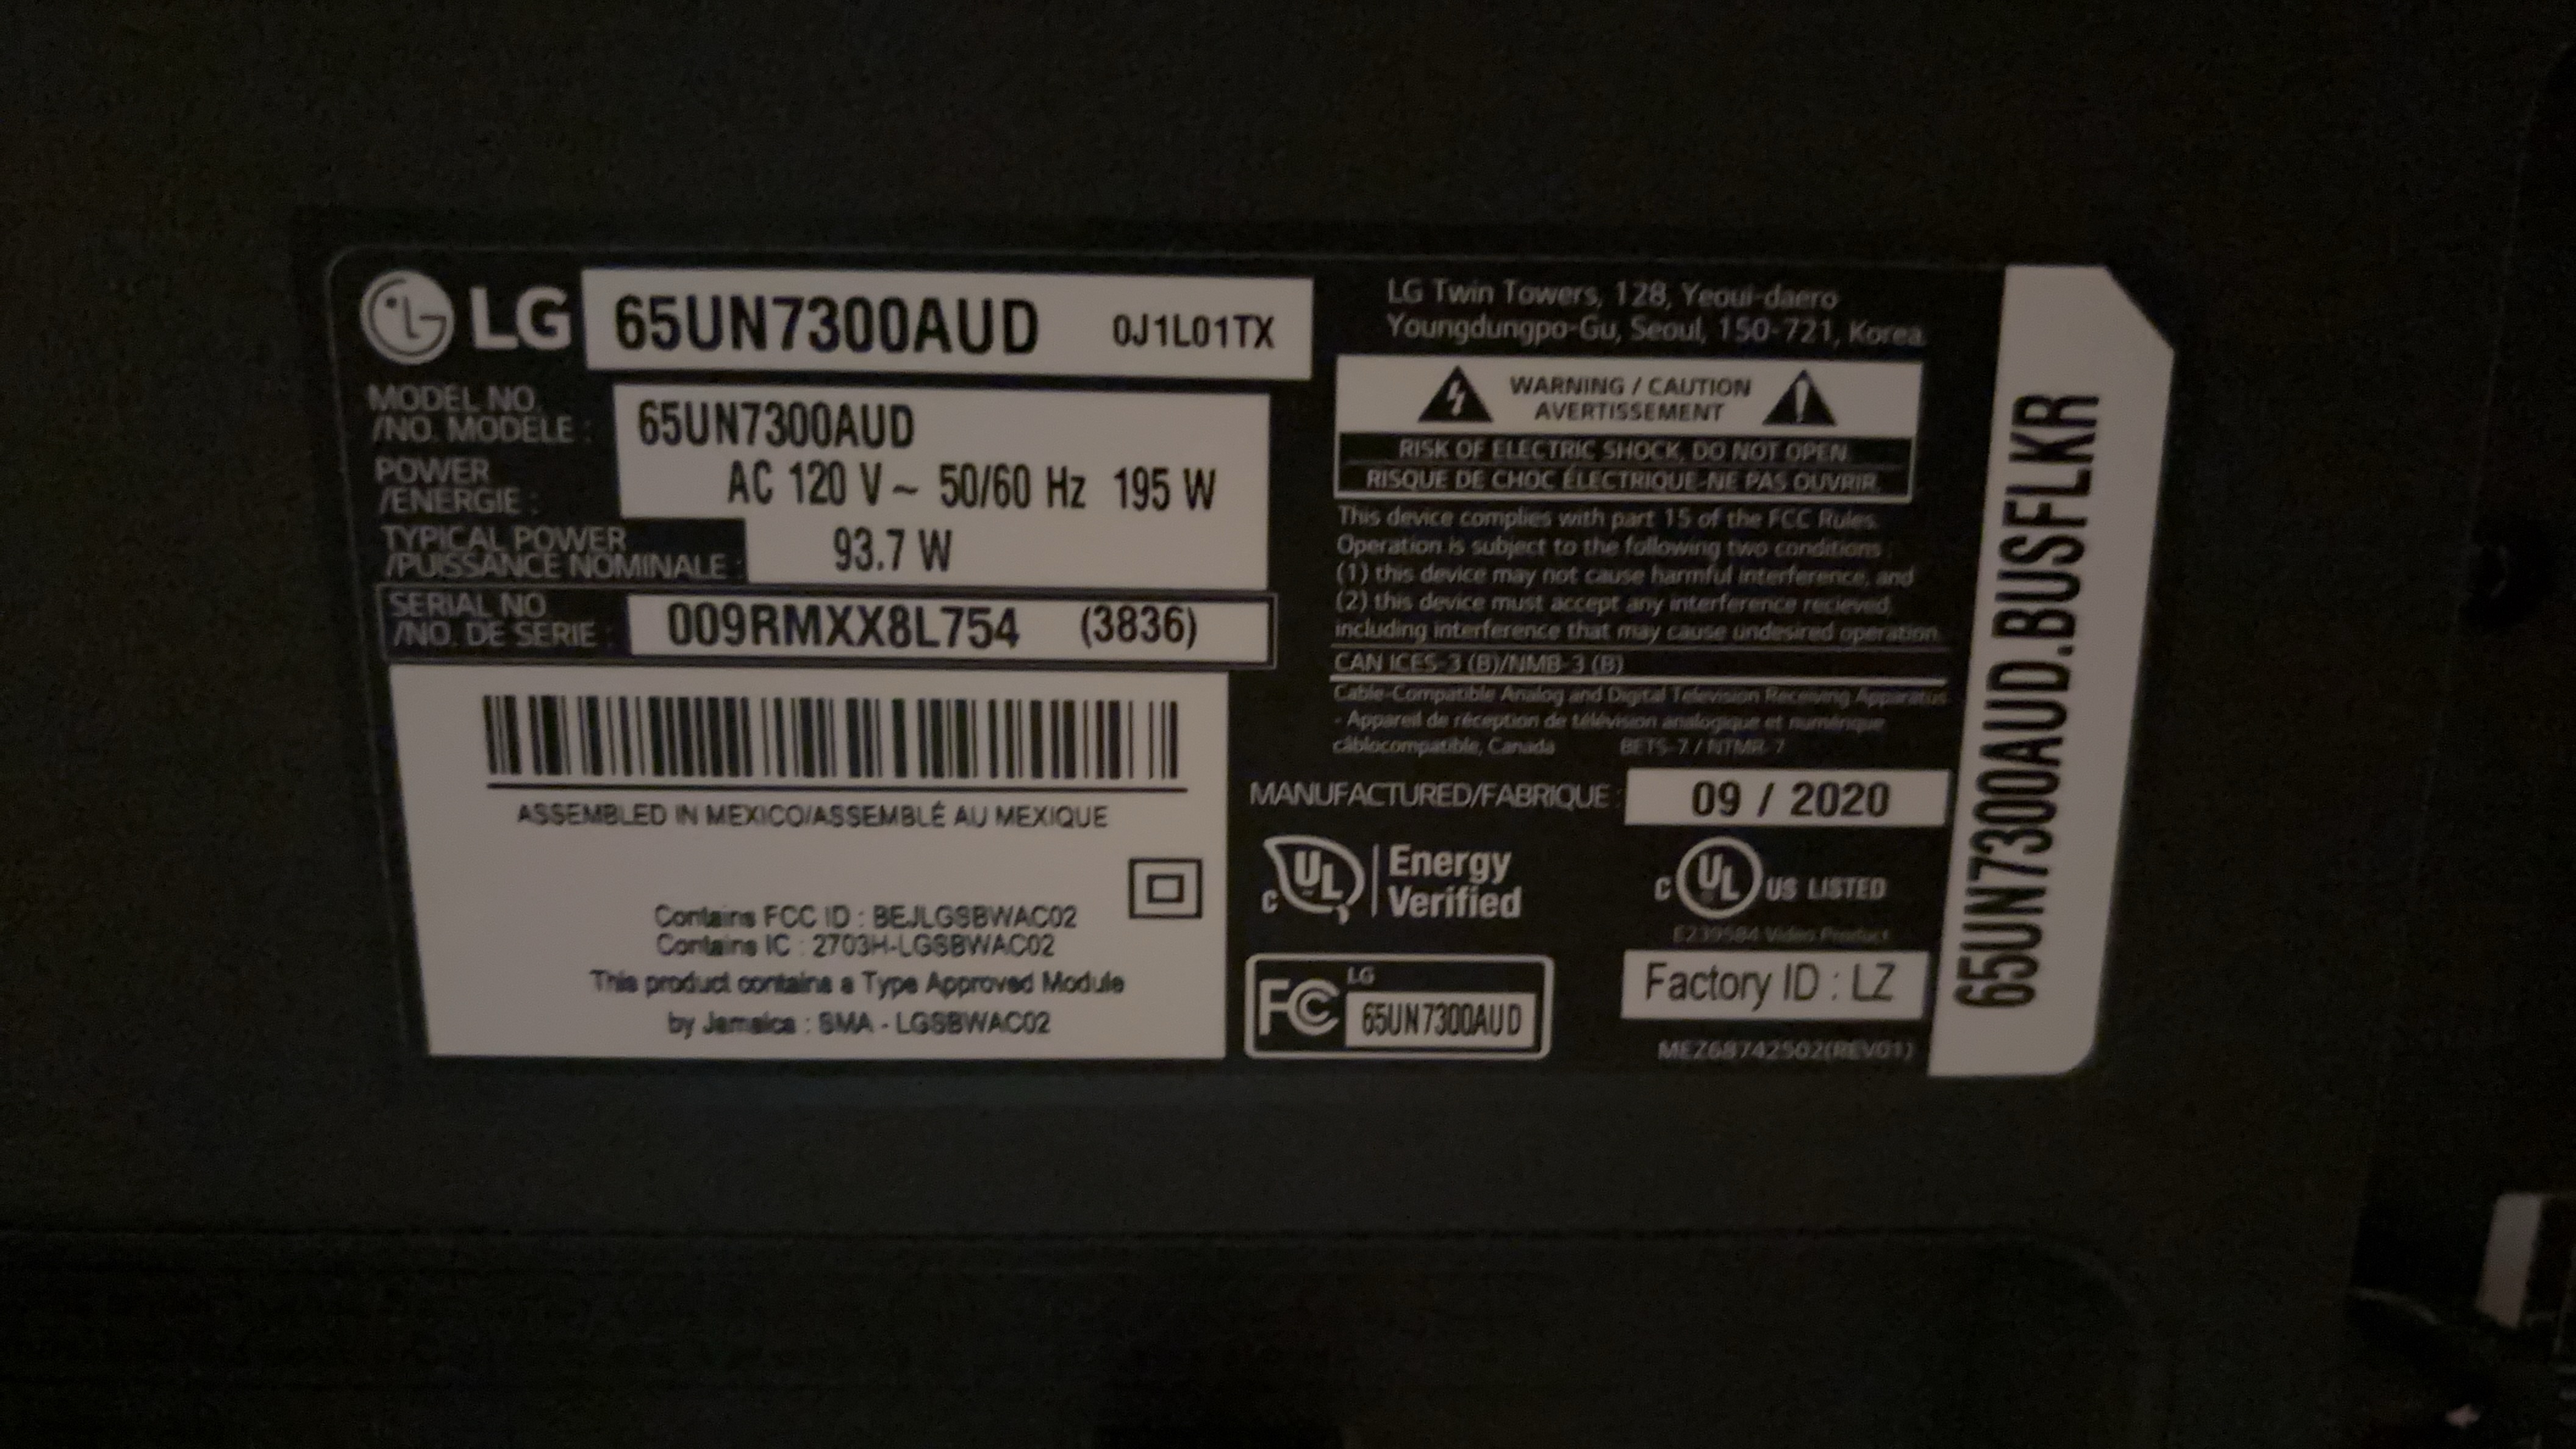 LG 65UN7300AUD 0J1L01TX
MODEL NO.
/NO. MODÈLE : 65UN7300AUD
POWER
/ÉNERGIE : AC 120 V ~ 50/60 Hz 195 W
TYPICAL POWER
/PUISSANCE NOMINALE : 93.7 W
SERIAL NO.
/NO. DE SERIE : 009RMXX8L754 (3836)
ASSEMBLED IN MEXICO/ASSEMBLÉ AU MEXIQUE
Contains FCC ID : BEJLGSBWAC02
Contains IC : 2703H-LGSBWAC02
This product contains a Type Approved Module
by Jamaica : SMA - LGSBWAC02
LG Twin Towers, 128, Yeoui-daero
Youngdungpo-Gu, Seoul, 150-721, Korea
WARNING / CAUTION
AVERTISSEMENT
RISK OF ELECTRIC SHOCK, DO NOT OPEN.
RISQUE DE CHOC ÉLECTRIQUE-NE PAS OUVRIR.
This device complies with part 15 of the FCC Rules.
Operation is subject to the following two conditions :
(1) this device may not cause harmful interference, and
(2) this device must accept any interference recieved,
including interference that may cause undesired operation.
CAN ICES-3 (B)/NMB-3 (B)
Cable-Compatible Analog and Digital Television Receiving Apparatus
- Appareil de réception de télévision analogique et numérique
câblocompatible, Canada BETS-7 / NTMR-7
MANUFACTURED/FABRIQUE : 09 / 2020
C UL Energy
Verified
C UL US LISTED
E239584 Video Product
FC LG
65UN7300AUD
Factory ID : LZ
MEZ68742502(REV01)
65UN7300AUD.BUSFLKR